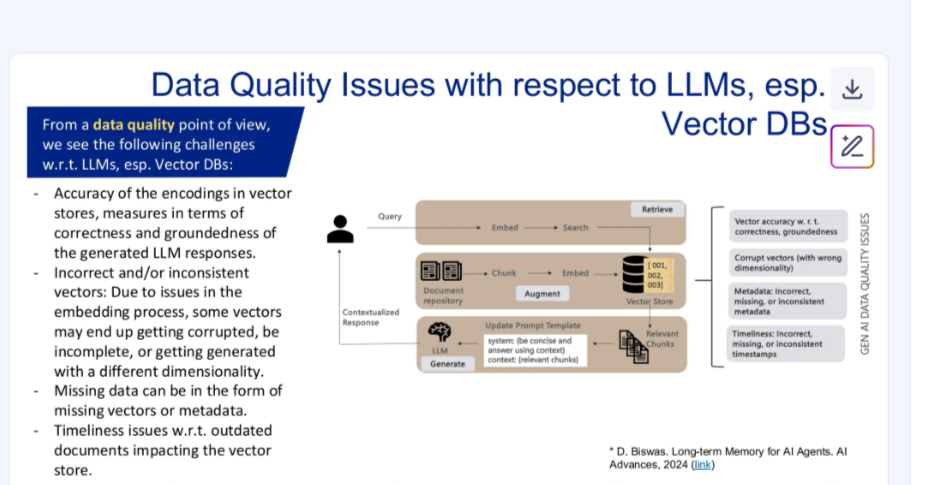 Data Quality Issues with respect to LLMs, esp.
Vector DBs
From a data quality point of view,
we see the following challenges
w.r.t. LLMs, esp. Vector DBs:
- Accuracy of the encodings in vector
stores, measures in terms of
correctness and groundedness of
the generated LLM responses.
- Incorrect and/or inconsistent
vectors: Due to issues in the
embedding process, some vectors
may end up getting corrupted, be
incomplete, or getting generated
with a different dimensionality.
- Missing data can be in the form of
missing vectors or metadata.
- Timeliness issues w.r.t. outdated
documents impacting the vector
store.
Query
Retrieve
Embed
Search
Document
repository
Chunk
Embed
Augment
[001,
002,
003]
Vector Store
Contextualized
Response
LLM
Generate
Update Prompt Template
system: {be concise and
answer using context}
context: {relevant chunks}
Relevant
Chunks
Vector accuracy w. r. t.
correctness, groundedness
Corrupt vectors (with wrong
dimensionality)
Metadata: Incorrect,
missing, or inconsistent
metadata
Timeliness: Incorrect,
missing, or inconsistent
timestamps
GEN AI DATA QUALITY ISSUES
* D. Biswas. Long-term Memory for AI Agents. AI
Advances, 2024 (link)